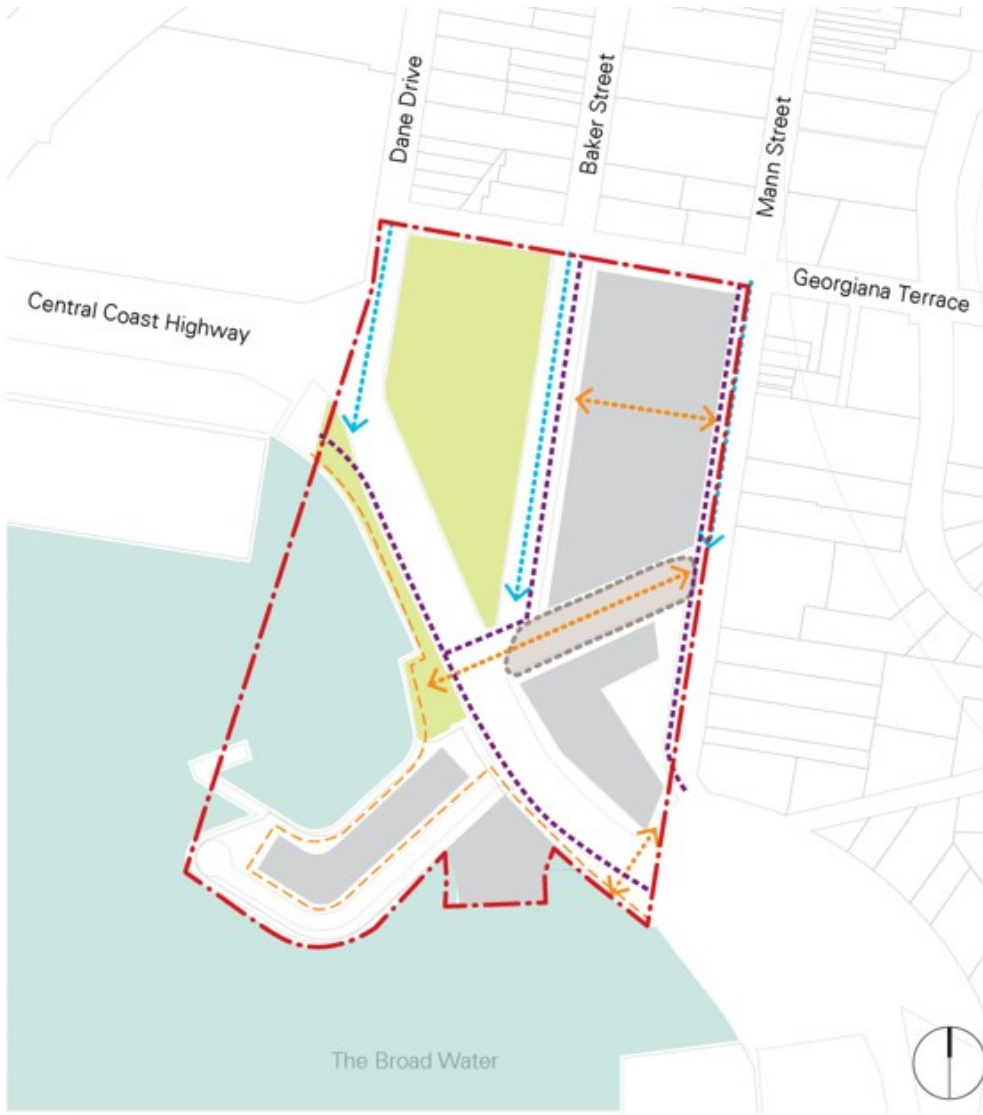 Dane Drive
Baker Street
Mann Street
Georgiana Terrace
Central Coast Highway
The Broad Water